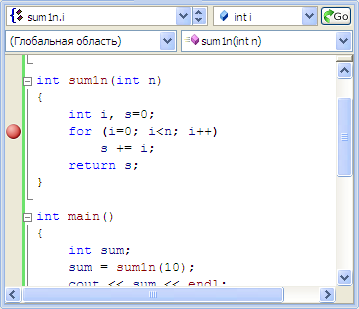 sum1n.i
int i
Go
(Глобальная область)
sum1n(int n)
int sum1n(int n)
{
int i, s=0;
for (i=0; i<n; i++)
s += i;
return s;
}
int main()
{
int sum;
sum = sum1n(10);
cout << sum << endl;